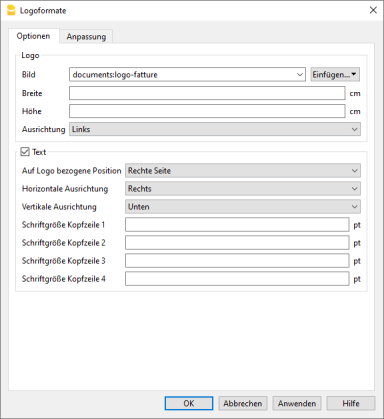 Logoformate
Optionen Anpassung
Logo
Bild documents:logo-fatture Einfügen...
Breite cm
Höhe cm
Ausrichtung Links
Text
Auf Logo bezogene Position Rechte Seite
Horizontale Ausrichtung Rechts
Vertikale Ausrichtung Unten
Schriftgröße Kopfzeile 1 pt
Schriftgröße Kopfzeile 2 pt
Schriftgröße Kopfzeile 3 pt
Schriftgröße Kopfzeile 4 pt
OK Abbrechen Anwenden Hilfe